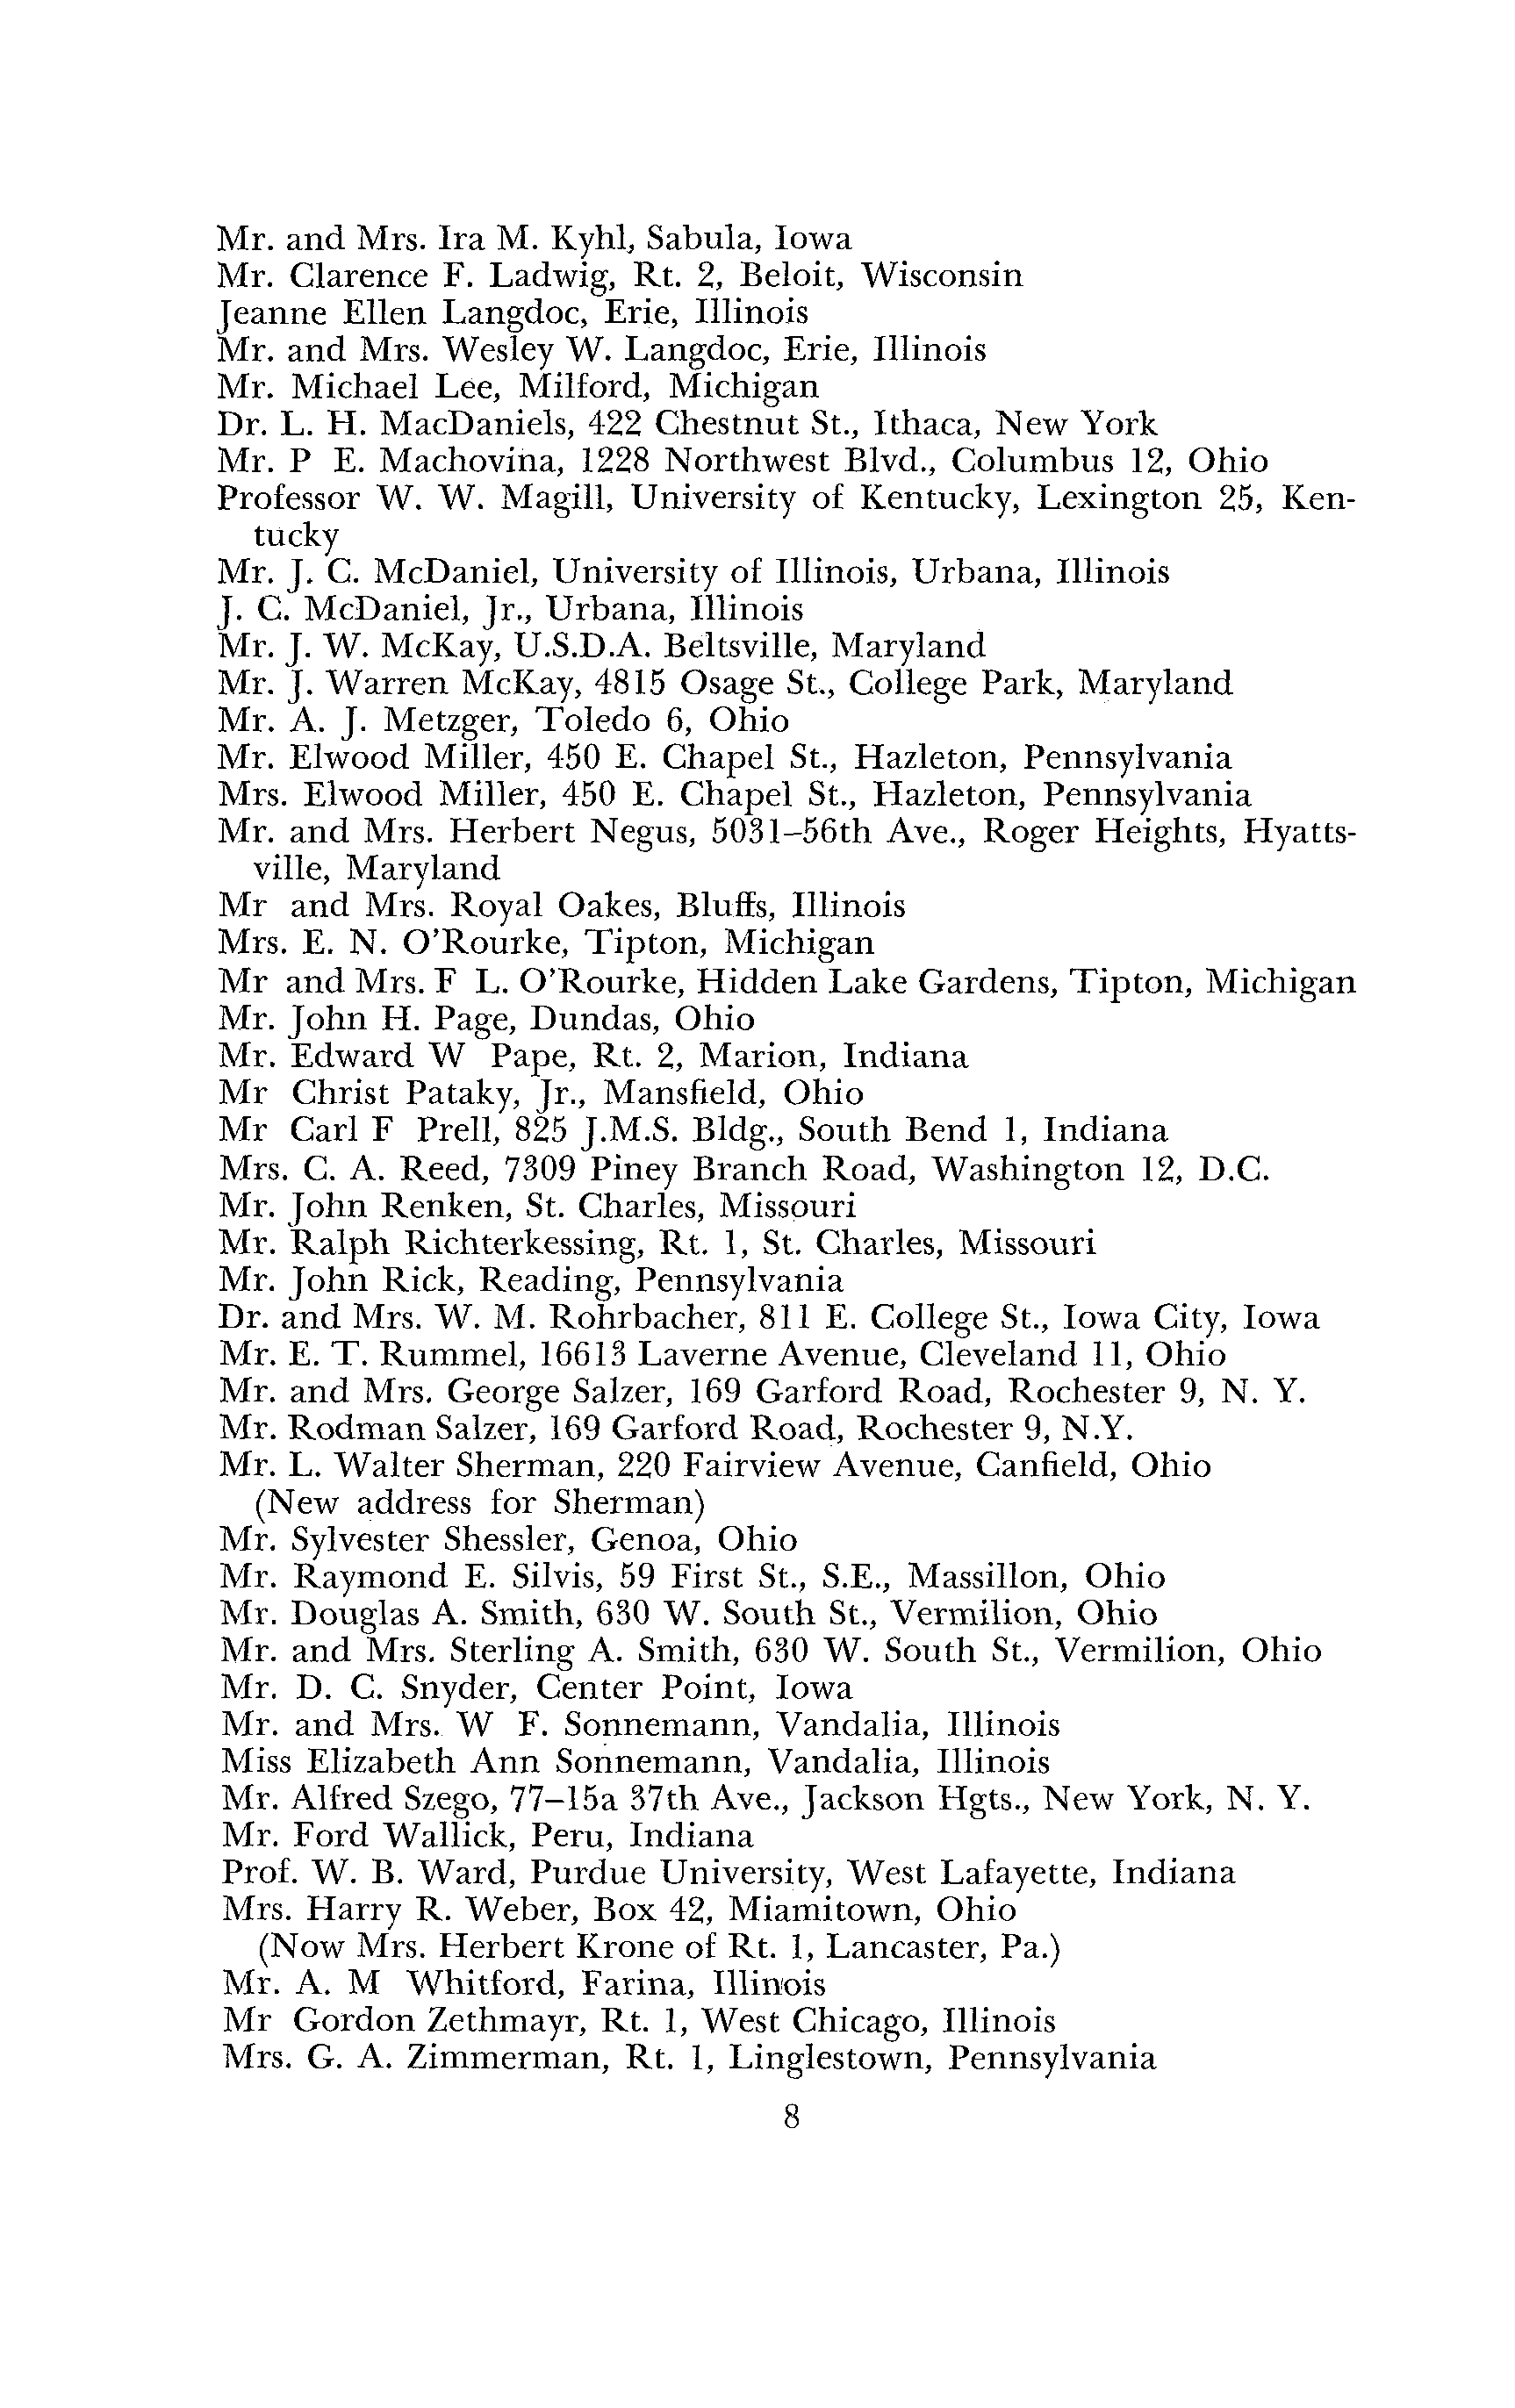 Mr. and Mrs. Ira M. Kyhl, Sabula, Iowa
Mr. Clarence F. Ladwig, Rt. 2, Beloit, Wisconsin
Jeanne Ellen Langdoc, Erie, Illinois
Mr. and Mrs. Wesley W. Langdoc, Erie, Illinois
Mr. Michael Lee, Milford, Michigan
Dr. L. H. MacDaniels, 422 Chestnut St., Ithaca, New York
Mr. P E. Machovina, 1228 Northwest Blvd., Columbus 12, Ohio
Professor W. W. Magill, University of Kentucky, Lexington 25, Ken-
tucky
Mr. J. C. McDaniel, University of Illinois, Urbana, Illinois
J. C. McDaniel, Jr., Urbana, Illinois
Mr. J. W. McKay, U.S.D.A. Beltsville, Maryland
Mr. J. Warren McKay, 4815 Osage St., College Park, Maryland
Mr. A. J. Metzger, Toledo 6, Ohio
Mr. Elwood Miller, 450 E. Chapel St., Hazleton, Pennsylvania
Mrs. Elwood Miller, 450 E. Chapel St., Hazleton, Pennsylvania
Mr. and Mrs. Herbert Negus, 5031–56th Ave., Roger Heights, Hyatts-
ville, Maryland
Mr and Mrs. Royal Oakes, Bluffs, Illinois
Mrs. E. N. O'Rourke, Tipton, Michigan
Mr and Mrs. F L. O'Rourke, Hidden Lake Gardens, Tipton, Michigan
Mr. John H. Page, Dundas, Ohio
Mr. Edward W Pape, Rt. 2, Marion, Indiana
Mr Christ Pataky, Jr., Mansfield, Ohio
Mr Carl F Prell, 825 J.M.S. Bldg., South Bend 1, Indiana
Mrs. C. A. Reed, 7309 Piney Branch Road, Washington 12, D.C.
Mr. John Renken, St. Charles, Missouri
Mr. Ralph Richterkessing, Rt. 1, St. Charles, Missouri
Mr. John Rick, Reading, Pennsylvania
Dr. and Mrs. W. M. Rohrbacher, 811 E. College St., Iowa City, Iowa
Mr. E. T. Rummel, 16613 Laverne Avenue, Cleveland 11, Ohio
Mr. and Mrs. George Salzer, 169 Garford Road, Rochester 9, N. Y.
Mr. Rodman Salzer, 169 Garford Road, Rochester 9, N.Y.
Mr. L. Walter Sherman, 220 Fairview Avenue, Canfield, Ohio
(New address for Sherman)
Mr. Sylvester Shessler, Genoa, Ohio
Mr. Raymond E. Silvis, 59 First St., S.E., Massillon, Ohio
Mr. Douglas A. Smith, 630 W. South St., Vermilion, Ohio
Mr. and Mrs. Sterling A. Smith, 630 W. South St., Vermilion, Ohio
Mr. D. C. Snyder, Center Point, Iowa
Mr. and Mrs. W F. Sonnemann, Vandalia, Illinois
Miss Elizabeth Ann Sonnemann, Vandalia, Illinois
Mr. Alfred Szego, 77–15a 37th Ave., Jackson Hgts., New York, N. Y.
Mr. Ford Wallick, Peru, Indiana
Prof. W. B. Ward, Purdue University, West Lafayette, Indiana
Mrs. Harry R. Weber, Box 42, Miamitown, Ohio
(Now Mrs. Herbert Krone of Rt. 1, Lancaster, Pa.)
Mr. A. M Whitford, Farina, Illinois
Mr Gordon Zethmayr, Rt. 1, West Chicago, Illinois
Mrs. G. A. Zimmerman, Rt. 1, Linglestown, Pennsylvania
8